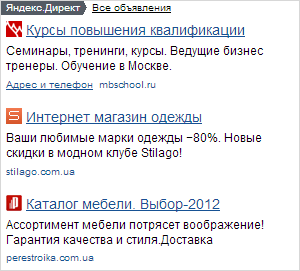 Яндекс.Директ Все объявления
Курсы повышения квалификации
Семинары, тренинги, курсы. Ведущие бизнес
тренеры. Обучение в Москве.
Адрес и телефон mbschool.ru
Интернет магазин одежды
Ваши любимые марки одежды −80%. Новые
скидки в модном клубе Stilago!
stilago.com.ua
Каталог мебели. Выбор-2012
Ассортимент мебели потрясет воображение!
Гарантия качества и стиля.Доставка
perestroika.com.ua